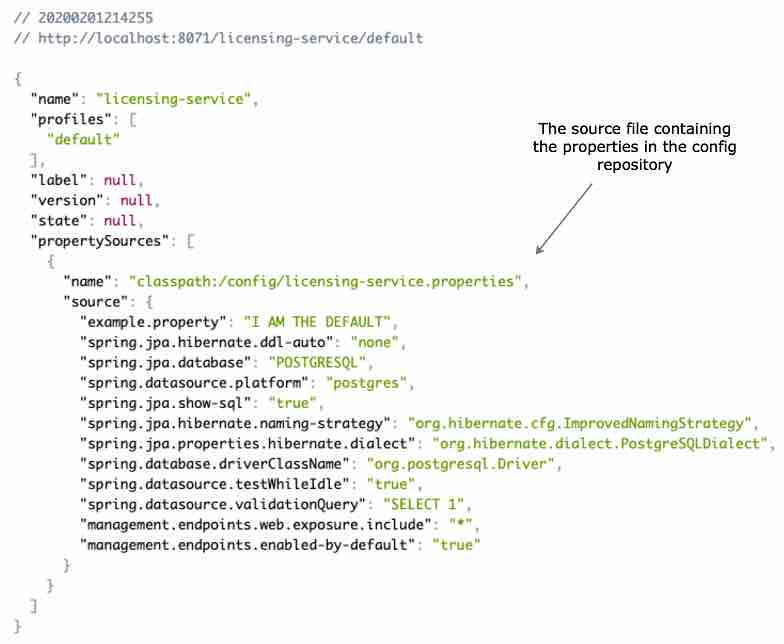 // 20200201214255
// http://localhost:8071/licensing-service/default
{
"name": "licensing-service",
"profiles": [
"default"
],
"label": null,
"version": null,
"state": null,
"propertySources": [
{
"name": "classpath:/config/licensing-service.properties",
"source": {
"example.property": "I AM THE DEFAULT",
"spring.jpa.hibernate.ddl-auto": "none",
"spring.jpa.database": "POSTGRESQL",
"spring.datasource.platform": "postgres",
"spring.jpa.show-sql": "true",
"spring.jpa.hibernate.naming-strategy": "org.hibernate.cfg.ImprovedNamingStrategy",
"spring.jpa.properties.hibernate.dialect": "org.hibernate.dialect.PostgreSQLDialect",
"spring.database.driverClassName": "org.postgresql.Driver",
"spring.datasource.testWhileIdle": "true",
"spring.datasource.validationQuery": "SELECT 1",
"management.endpoints.web.exposure.include": "*",
"management.endpoints.enabled-by-default": "true"
}
}
]
}
The source file containing
the properties in the config
repository